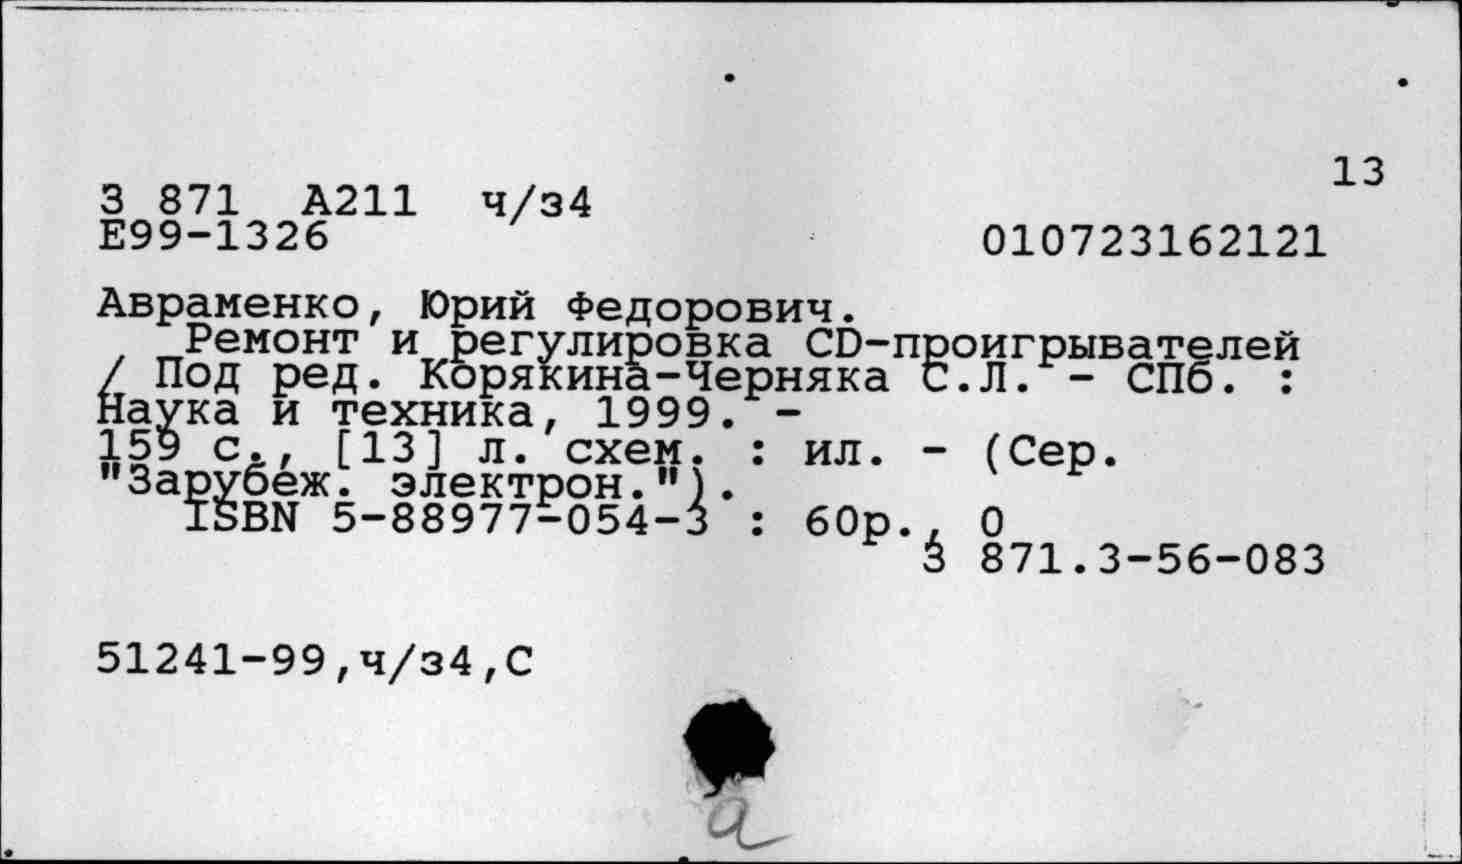 13
З 871 А211 ч/з4
Е99-1326 010723162121
Авраменко, Юрий Федорович.
Ремонт и регулировка CD-проигрывателей
/ Под ред. Корякина-Черняка С.Л. - СПб. :
Наука и техника, 1999. -
159 с., [13] л. схем. : ил. - (Сер.
"Зарубеж. электрон.").
ISBN 5-88977-054-3 : 60р., 0
З 871.3-56-083
51241-99,ч/з4,С
а